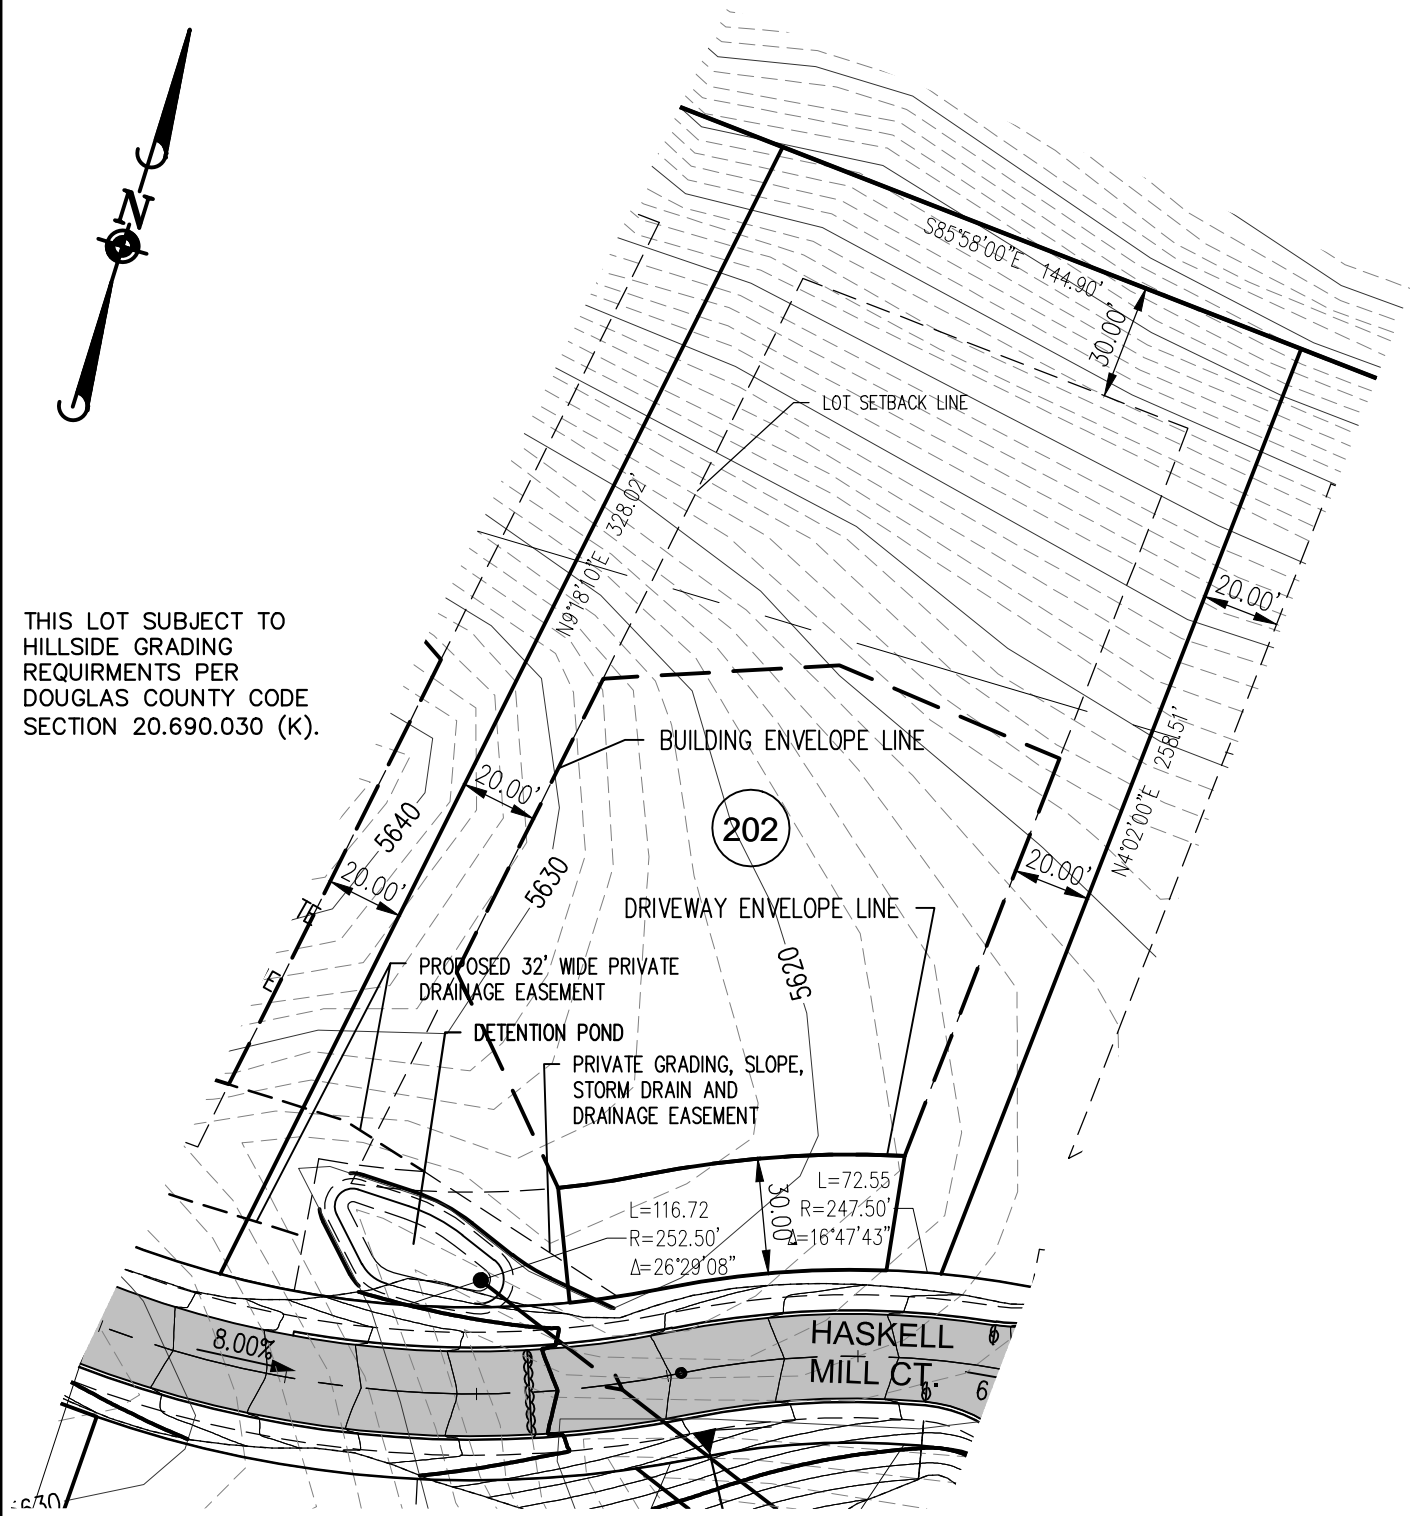 N
S85°58'00"E 144.90'
30.00'
LOT SETBACK LINE
N9°18'10"E 328.02'
20.00'
THIS LOT SUBJECT TO
HILLSIDE GRADING
REQUIRMENTS PER
DOUGLAS COUNTY CODE
SECTION 20.690.030 (K).
BUILDING ENVELOPE LINE
N4°02'00"E 258.51'
20.00'
5640
202
20.00'
5630
20.00'
DRIVEWAY ENVELOPE LINE
TE
E
PROPOSED 32' WIDE PRIVATE
DRAINAGE EASEMENT
5620
DETENTION POND
PRIVATE GRADING, SLOPE,
STORM DRAIN AND
DRAINAGE EASEMENT
L=116.72
R=252.50'
Δ=26°29'08"
30.00'
L=72.55
R=247.50'
Δ=16°47'43"
8.00%
HASKELL
MILL CT.
6